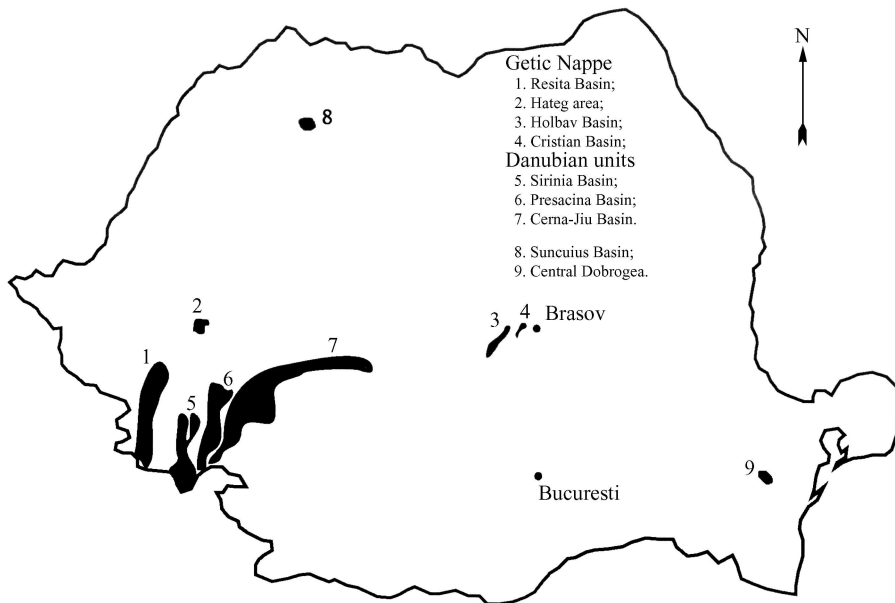 N
Getic Nappe
1. Resita Basin;
2. Hateg area;
3. Holbav Basin;
4. Cristian Basin;
Danubian units
5. Sirinia Basin;
6. Presacina Basin;
7. Cerna-Jiu Basin.
8. Suncuius Basin;
9. Central Dobrogea.
8
2
3
4
Brasov
1
7
6
5
9
Bucuresti